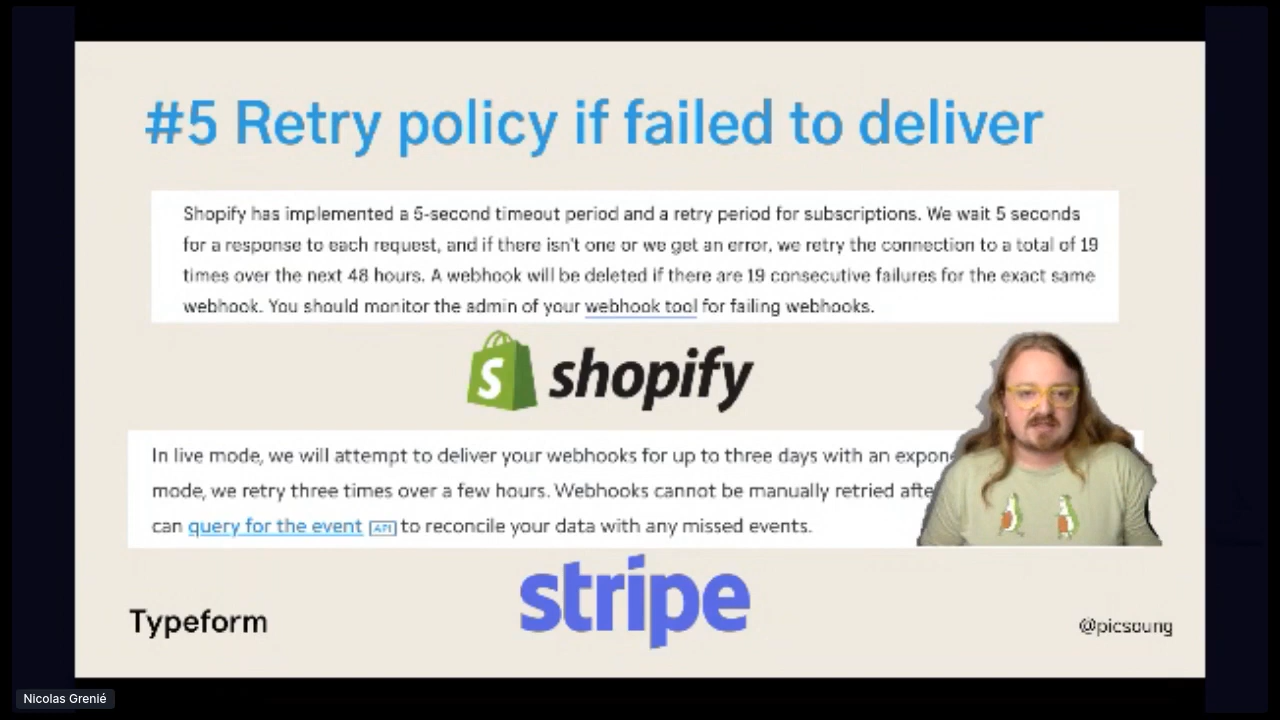 #5 Retry policy if failed to deliver
Shopify has implemented a 5-second timeout period and a retry period for subscriptions. We wait 5 seconds
for a response to each request, and if there isn't one or we get an error, we retry the connection to a total of 19
times over the next 48 hours. A webhook will be deleted if there are 19 consecutive failures for the exact same
webhook. You should monitor the admin of your webhook tool for failing webhooks.
shopify
In live mode, we will attempt to deliver your webhooks for up to three days with an
mode, we retry three times over a few hours. Webhooks cannot be manually retried
can query for the event API to reconcile your data with any missed events.
stripe
Typeform
@picsoung
Nicolas Grenié